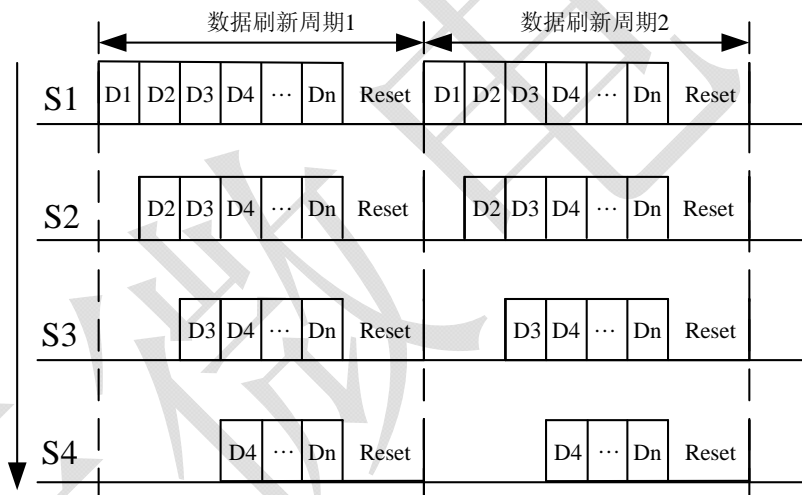 数据刷新周期1 数据刷新周期2
S1 D1 D2 D3 D4 … Dn Reset D1 D2 D3 D4 … Dn Reset
S2 D2 D3 D4 … Dn Reset D2 D3 D4 … Dn Reset
S3 D3 D4 … Dn Reset D3 D4 … Dn Reset
S4 D4 … Dn Reset D4 … Dn Reset